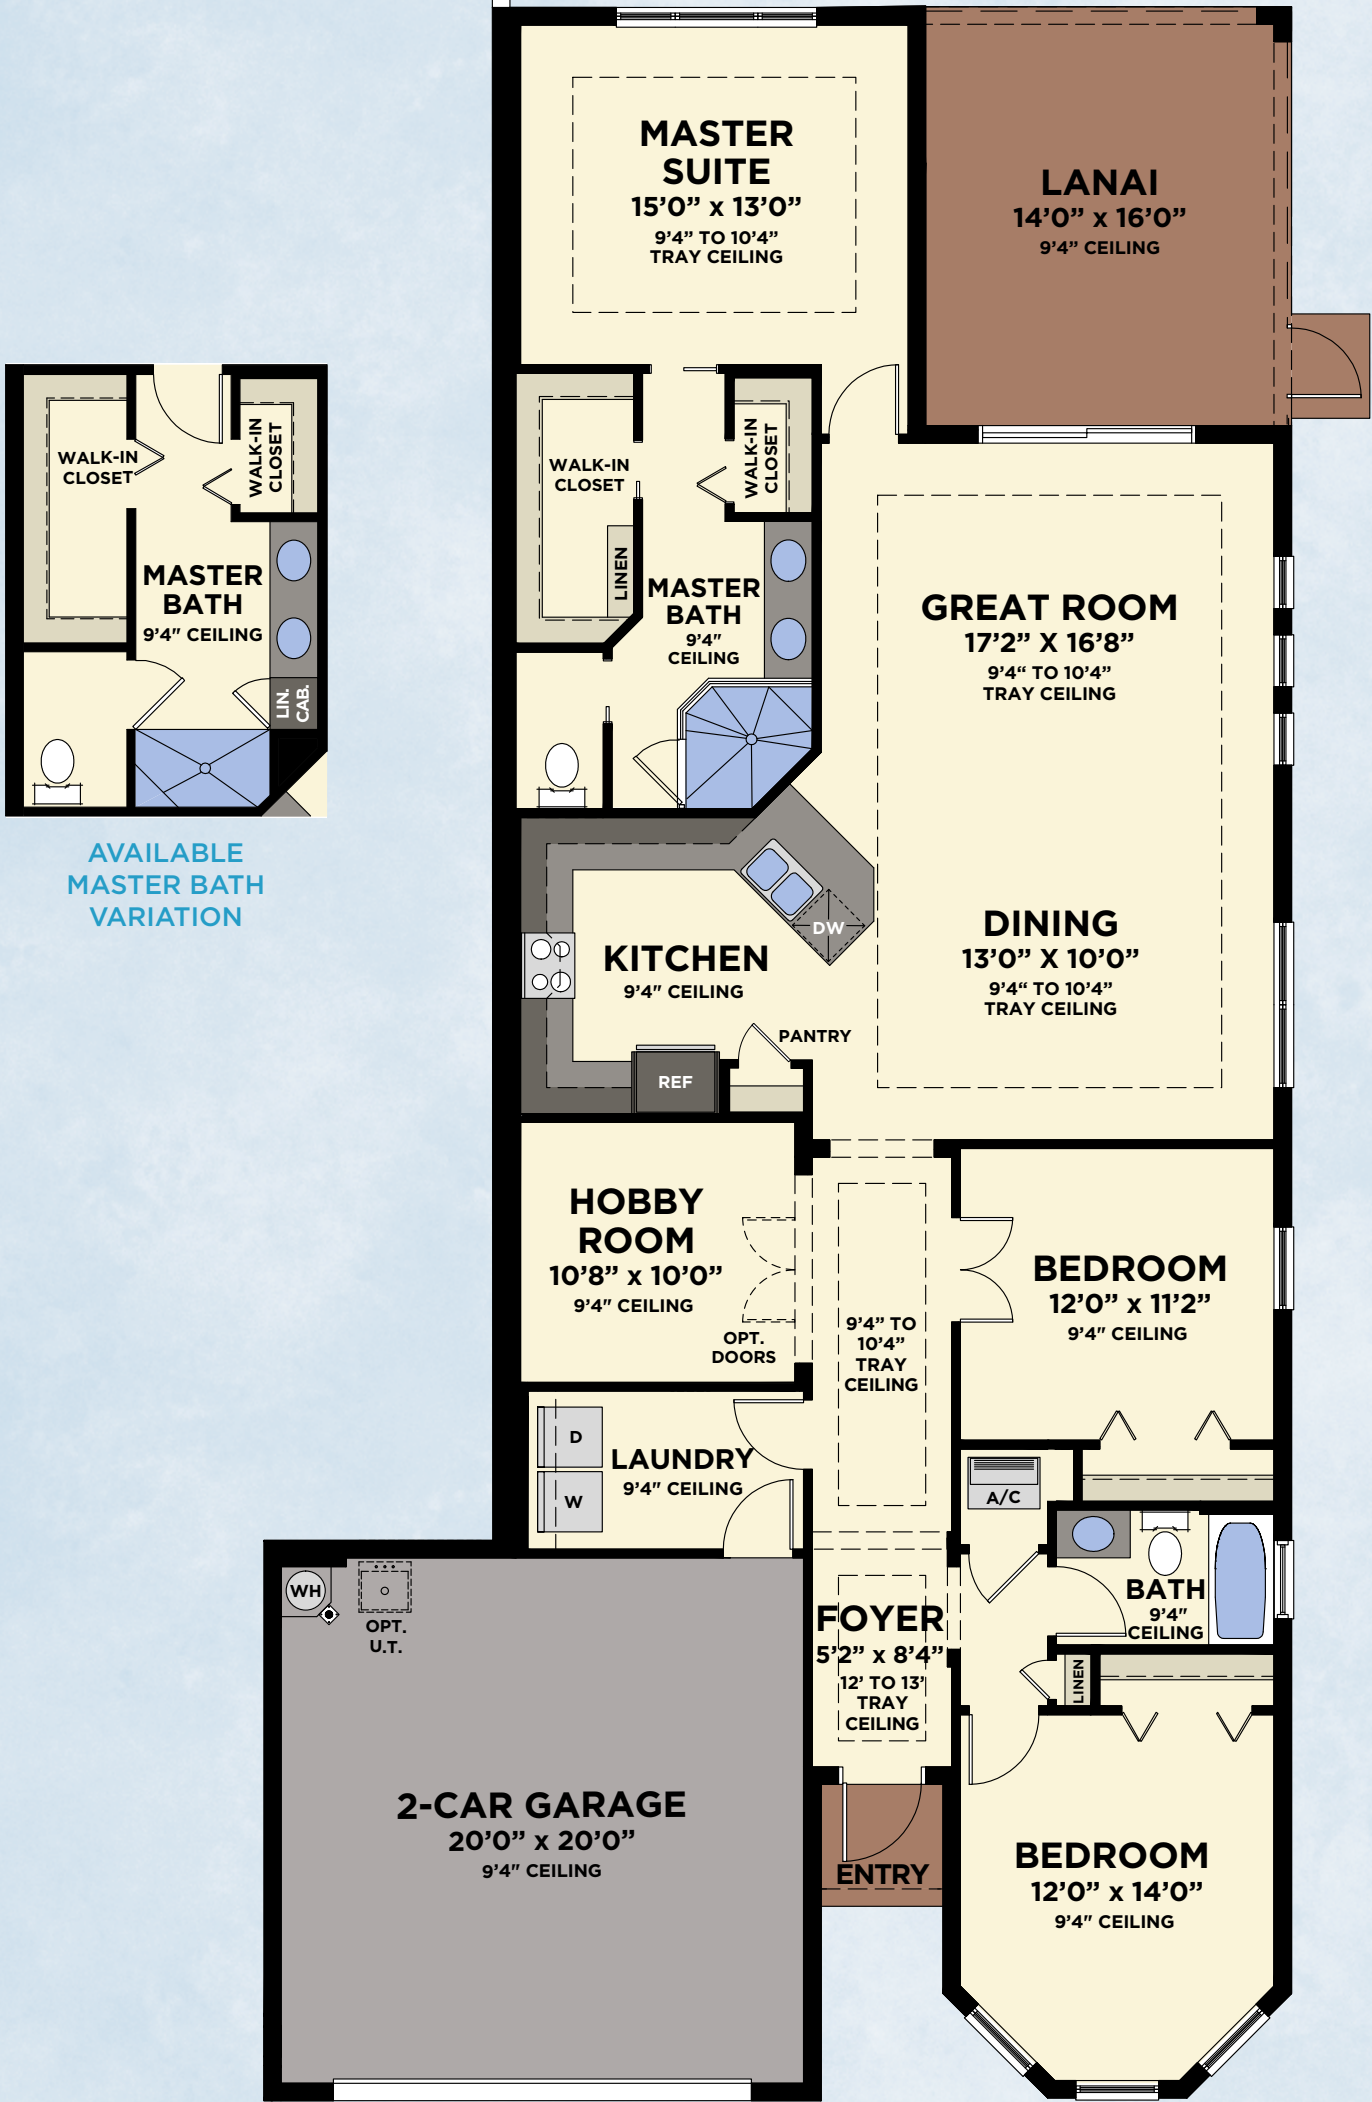 MASTER
SUITE
15’0” x 13’0”
9’4” TO 10’4”
TRAY CEILING
LANAI
14’0” x 16’0”
9’4” CEILING
WALK-IN
CLOSET
WALK-IN
CLOSET
MASTER
BATH
9’4" CEILING
LIN.
CAB.
AVAILABLE
MASTER BATH
VARIATION
WALK-IN
CLOSET
WALK-IN
CLOSET
LINEN
MASTER
BATH
9’4"
CEILING
GREAT ROOM
17’2” X 16’8”
9’4“ TO 10’4”
TRAY CEILING
DINING
13’0” X 10’0”
9’4“ TO 10’4”
TRAY CEILING
DW
KITCHEN
9’4" CEILING
PANTRY
REF
HOBBY
ROOM
10’8” x 10’0”
9’4" CEILING
OPT.
DOORS
9’4” TO
10’4”
TRAY
CEILING
BEDROOM
12’0” x 11’2”
9’4" CEILING
D
W
LAUNDRY
9’4" CEILING
A/C
BATH
9’4"
CEILING
LINEN
WH
OPT.
U.T.
FOYER
5’2” x 8’4”
12’ TO 13’
TRAY
CEILING
2-CAR GARAGE
20’0” x 20’0”
9’4" CEILING
ENTRY
BEDROOM
12’0” x 14’0”
9’4" CEILING